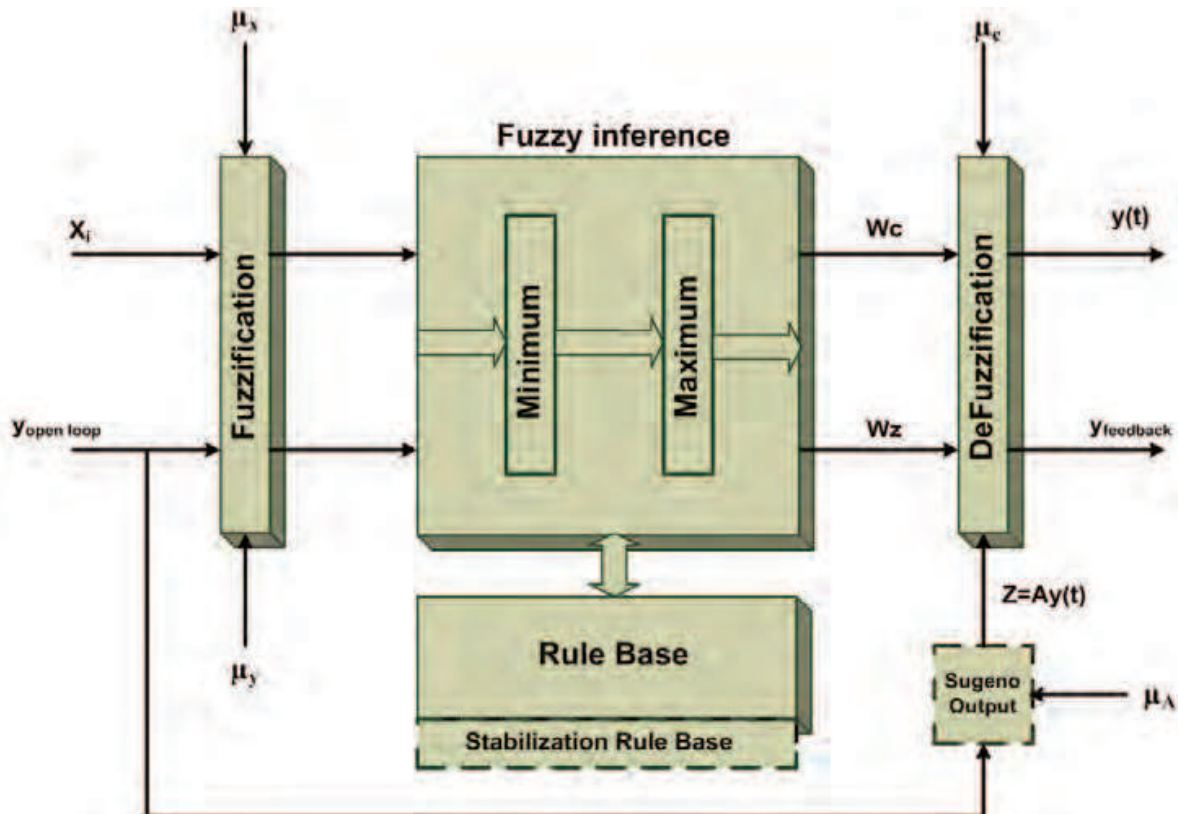 μx
μc
Fuzzy inference
Xi
Fuzzification
Minimum
Maximum
Wc
DeFuzzification
y(t)
yopen loop
Wz
yfeedback
μy
Z=Ay(t)
Rule Base
Stabilization Rule Base
Sugeno
Output
μA